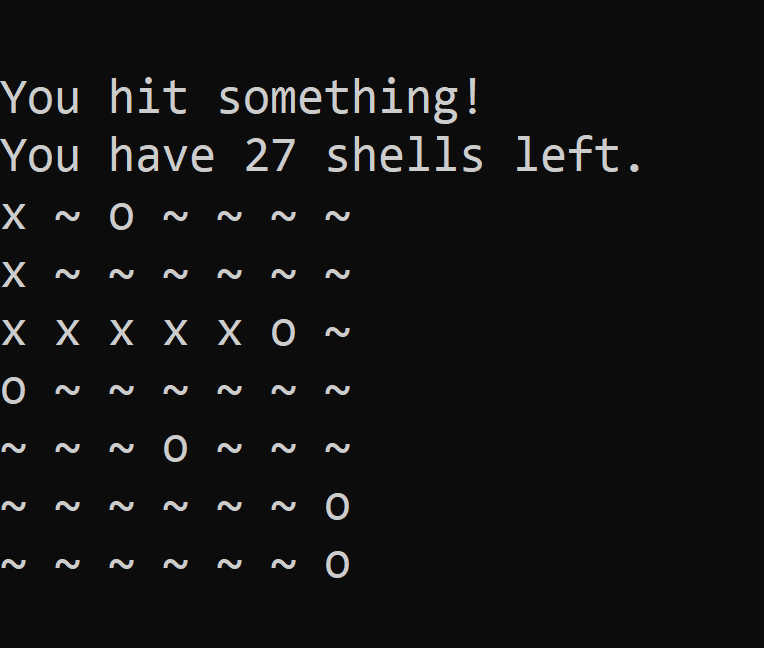 You hit something!
You have 27 shells left.
x ~ o ~ ~ ~ ~
x ~ ~ ~ ~ ~ ~
x x x x x o ~
o ~ ~ ~ ~ ~ ~
~ ~ ~ o ~ ~ ~
~ ~ ~ ~ ~ ~ o
~ ~ ~ ~ ~ ~ o